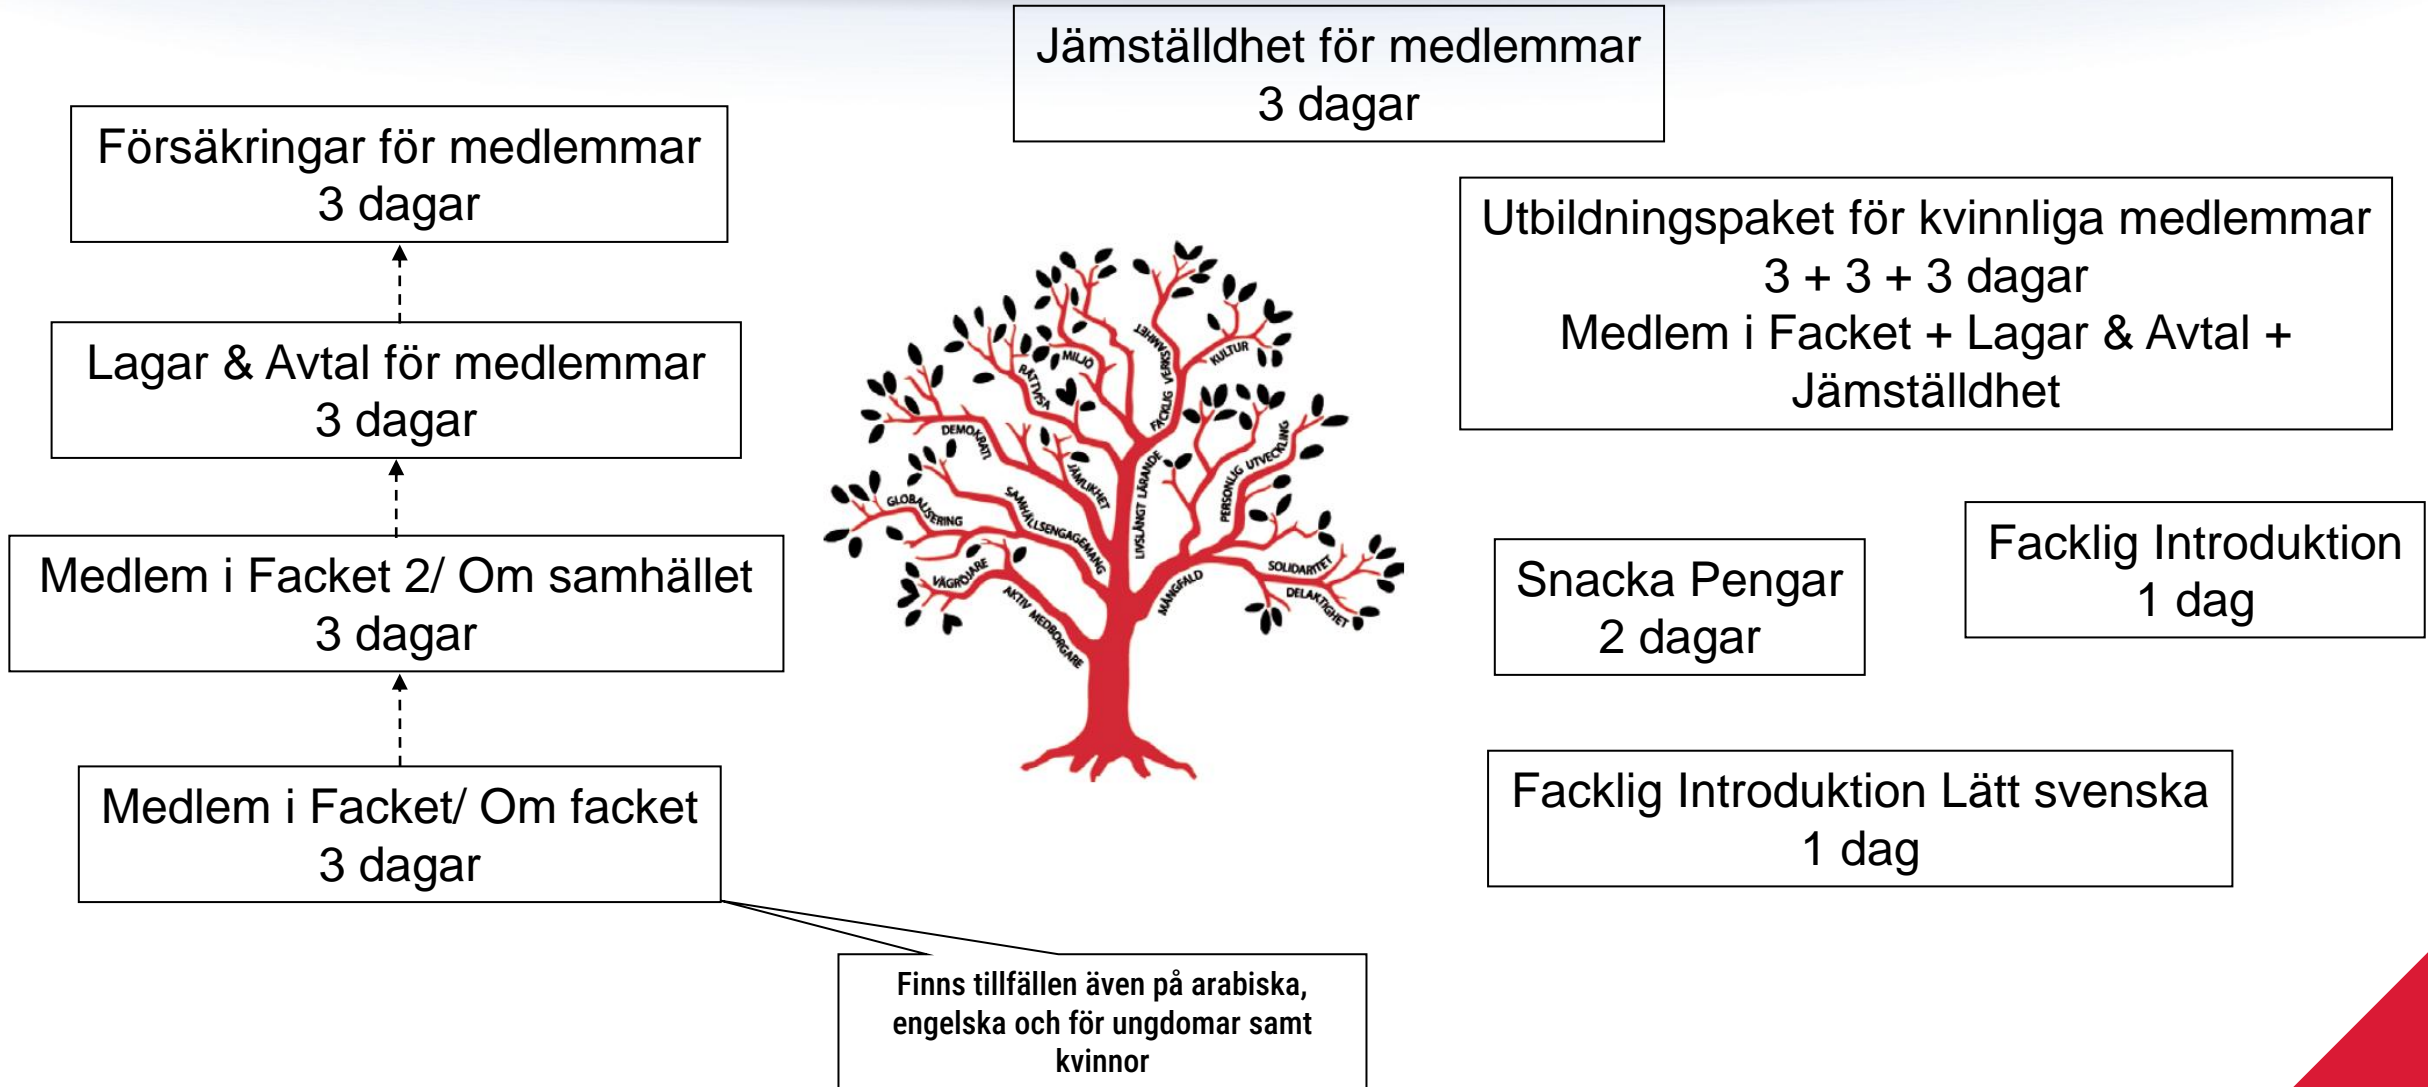 Jämställdhet för medlemmar
3 dagar
Försäkringar för medlemmar
3 dagar
Utbildningspaket för kvinnliga medlemmar
3 + 3 + 3 dagar
Medlem i Facket + Lagar & Avtal +
Jämställdhet
Lagar & Avtal för medlemmar
3 dagar
Medlem i Facket 2/ Om samhället
3 dagar
Medlem i Facket/ Om facket
3 dagar
MILJÖ
FACKLIG VERKSAMHET
KULTUR
RÄTTVISA
DEMOKRATI
JÄMLIKHET
LIVSLÅNGT LÄRANDE
PERSONLIG UTVECKLING
GLOBALISERING
SAMHÄLLSENGAGEMANG
VÄGRÖJARE
AKTIV MEDBORGARE
MÅNGFALD
SOLIDARITET
DELAKTIGHET
Facklig Introduktion
1 dag
Snacka Pengar
2 dagar
Facklig Introduktion Lätt svenska
1 dag
Finns tillfällen även på arabiska,
engelska och för ungdomar samt
kvinnor